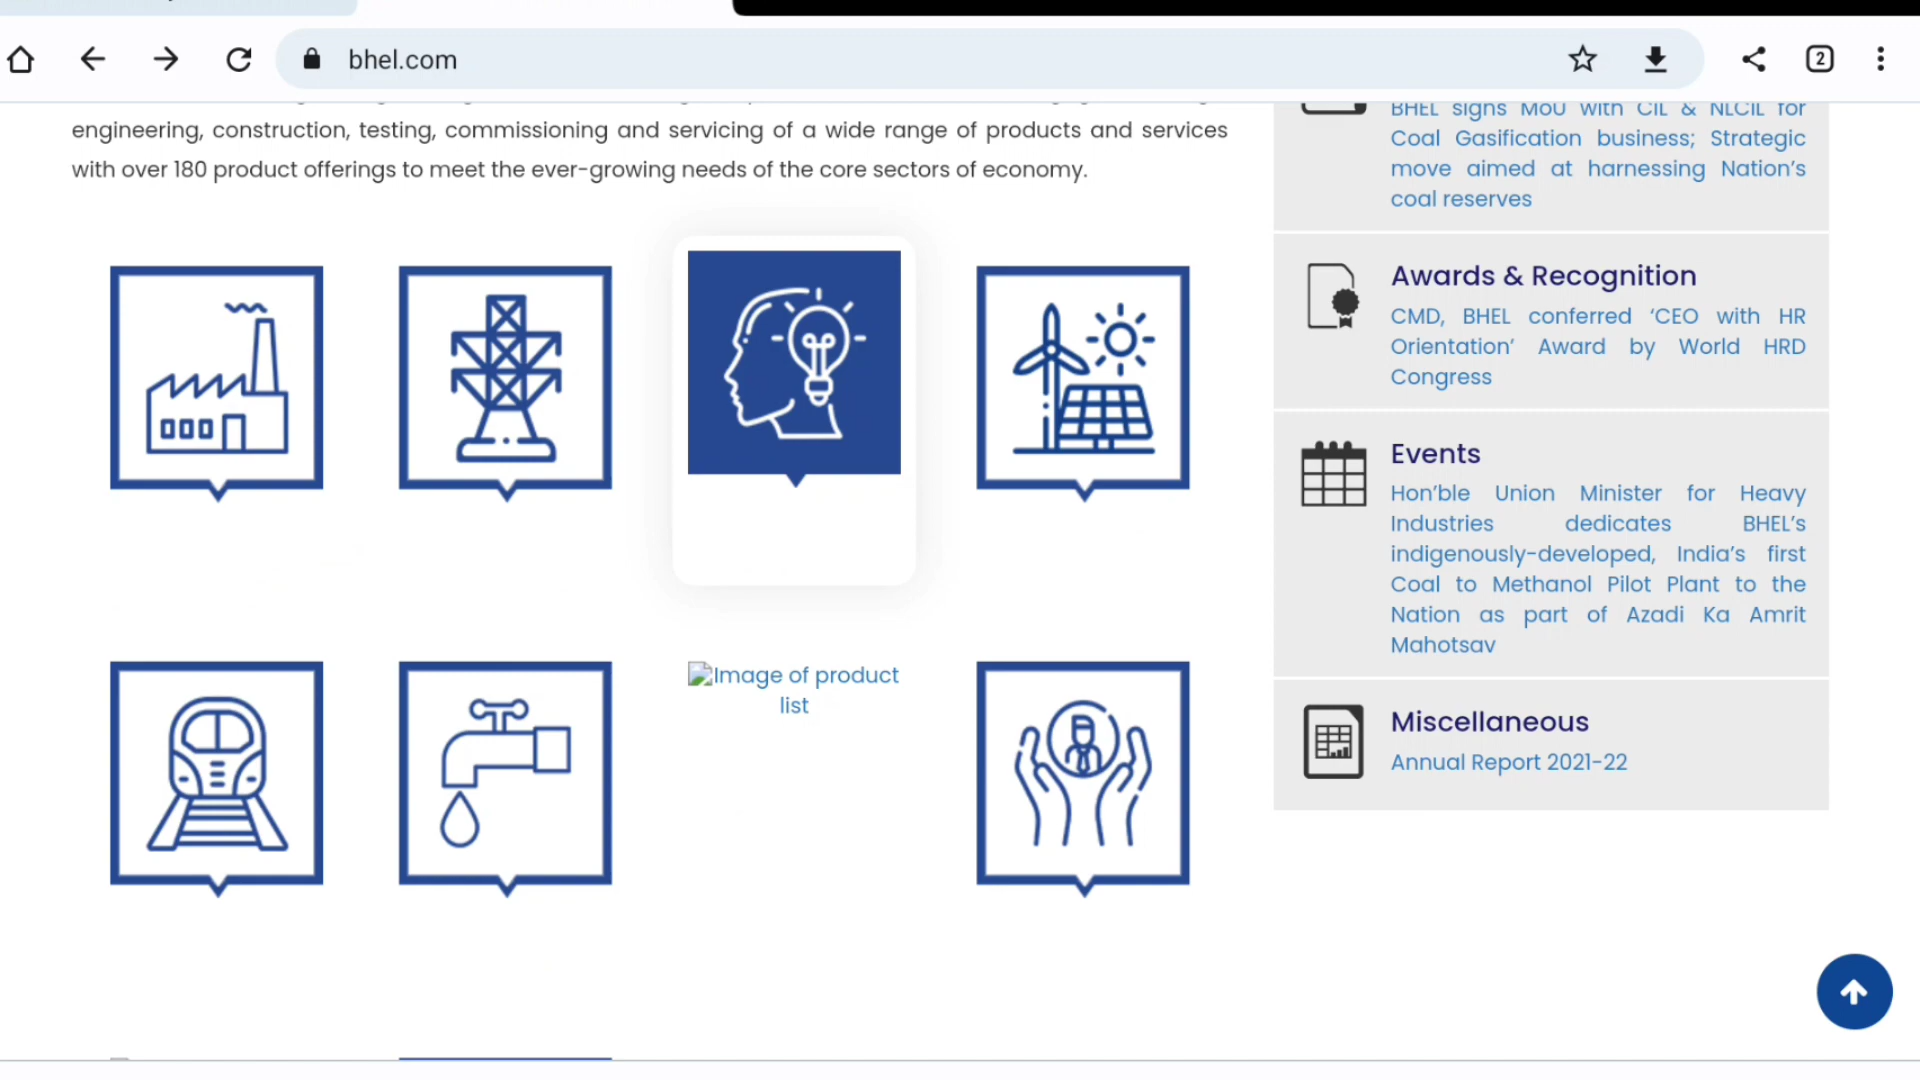 bhel.com
2
engineering, construction, testing, commissioning and servicing of a wide range of products and services
with over 180 product offerings to meet the ever-growing needs of the core sectors of economy.
Image of product
list
BHEL signs MoU with CIL & NLCIL for
Coal Gasification business; Strategic
move aimed at harnessing Nation's
coal reserves
Awards & Recognition
CMD, BHEL conferred ‘CEO with HR
Orientation’ Award by World HRD
Congress
Events
Hon’ble Union Minister for Heavy
Industries dedicates BHEL’s
indigenously-developed, India’s first
Coal to Methanol Pilot Plant to the
Nation as part of Azadi Ka Amrit
Mahotsav
Miscellaneous
Annual Report 2021-22